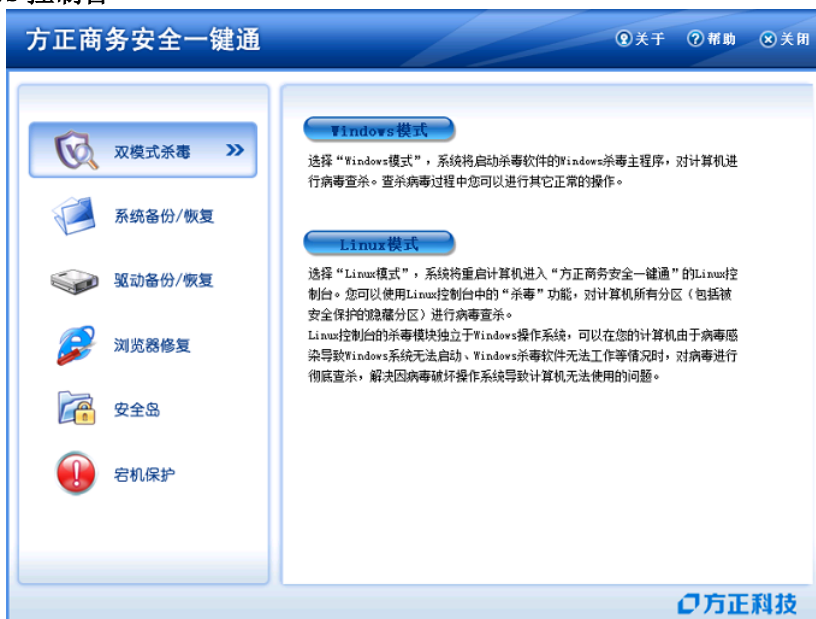 方正商务安全一键通
关于 帮助 关闭
双模式杀毒
系统备份/恢复
驱动备份/恢复
浏览器修复
安全岛
宕机保护
Windows模式
选择“Windows模式”，系统将启动杀毒软件的Windows杀毒主程序，对计算机进
行病毒查杀。查杀病毒过程中您可以进行其它正常的操作。
Linux模式
选择“Linux模式”，系统将重启计算机进入“方正商务安全一键通”的Linux控
制台。您可以使用Linux控制台中的“杀毒”功能，对计算机所有分区（包括被
安全保护的隐藏分区）进行病毒查杀。
Linux控制台的杀毒模块独立于Windows操作系统，可以在您的计算机由于病毒感
染导致Windows系统无法启动、Windows杀毒软件无法工作等情况时，对病毒进行
彻底查杀，解决因病毒破坏操作系统导致计算机无法使用的问题。
方正科技